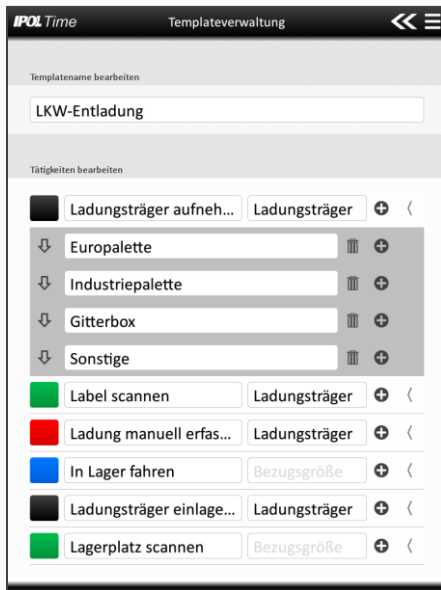 IPOL Time Templateverwaltung
Templatename bearbeiten
LKW-Entladung
Tätigkeiten bearbeiten
Ladungsträger aufneh... Ladungsträger
Europalette
Industriepalette
Gitterbox
Sonstige
Label scannen Ladungsträger
Ladung manuell erfas... Ladungsträger
In Lager fahren Bezugsgröße
Ladungsträger einlage... Ladungsträger
Lagerplatz scannen Bezugsgröße